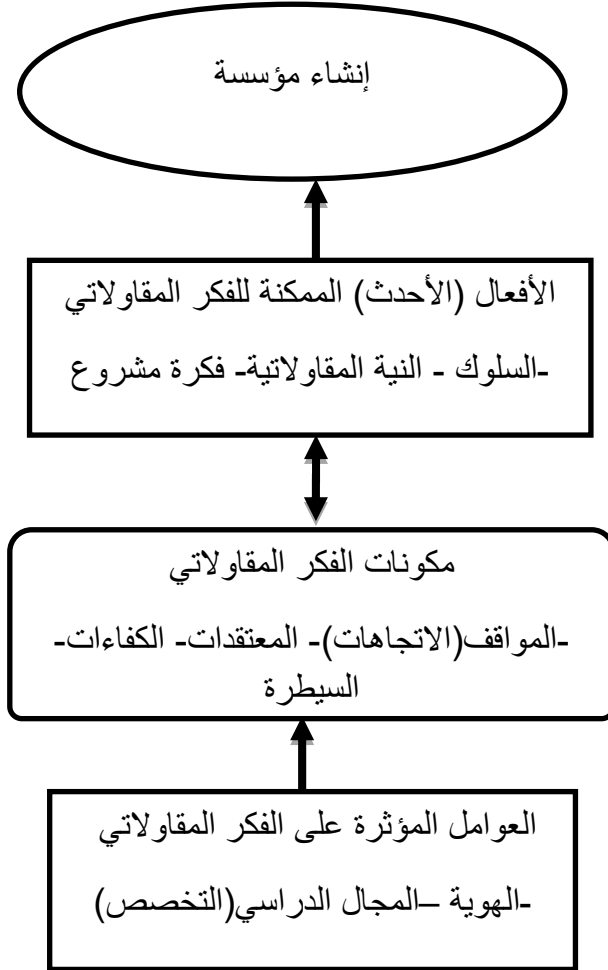 إنشاء مؤسسة
الأفعال (الأحدث) الممكنة للفكر المقاولاتي
-السلوك - النية المقاولاتية- فكرة مشروع
مكونات الفكر المقاولاتي
-المواقف(الاتجاهات)- المعتقدات- الكفاءات-
السيطرة
العوامل المؤثرة على الفكر المقاولاتي
-الهوية –المجال الدراسي(التخصص)